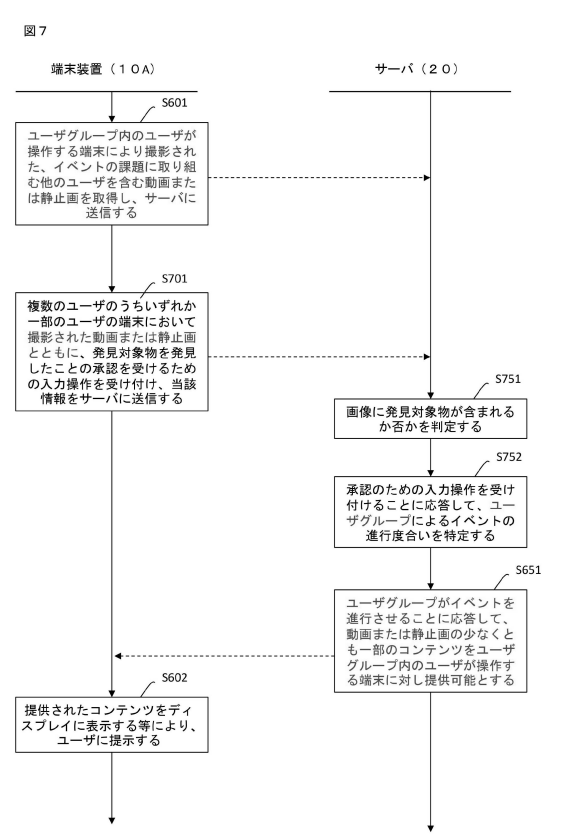 図７
端末装置（１０A）
サーバ（２０）
S601
ユーザグループ内のユーザが
操作する端末により撮影され
た、イベントの課題に取り組
む他のユーザを含む動画また
は静止画を取得し、サーバに
送信する
S701
複数のユーザのうちいずれか
一部のユーザの端末において
撮影された動画または静止画
とともに、発見対象物を発見
したことの承認を受けるため
の入力操作を受け付け、当該
情報をサーバに送信する
S751
画像に発見対象物が含まれる
か否かを判定する
S752
承認のための入力操作を受け
付けることに応答して、ユー
ザグループによるイベントの
進行度合いを特定する
S651
ユーザグループがイベントを
進行させることに応答して、
動画または静止画の少なくと
も一部のコンテンツをユーザ
グループ内のユーザが操作す
る端末に対し提供可能とする
S602
提供されたコンテンツをディ
スプレイに表示する等により、
ユーザに提示する